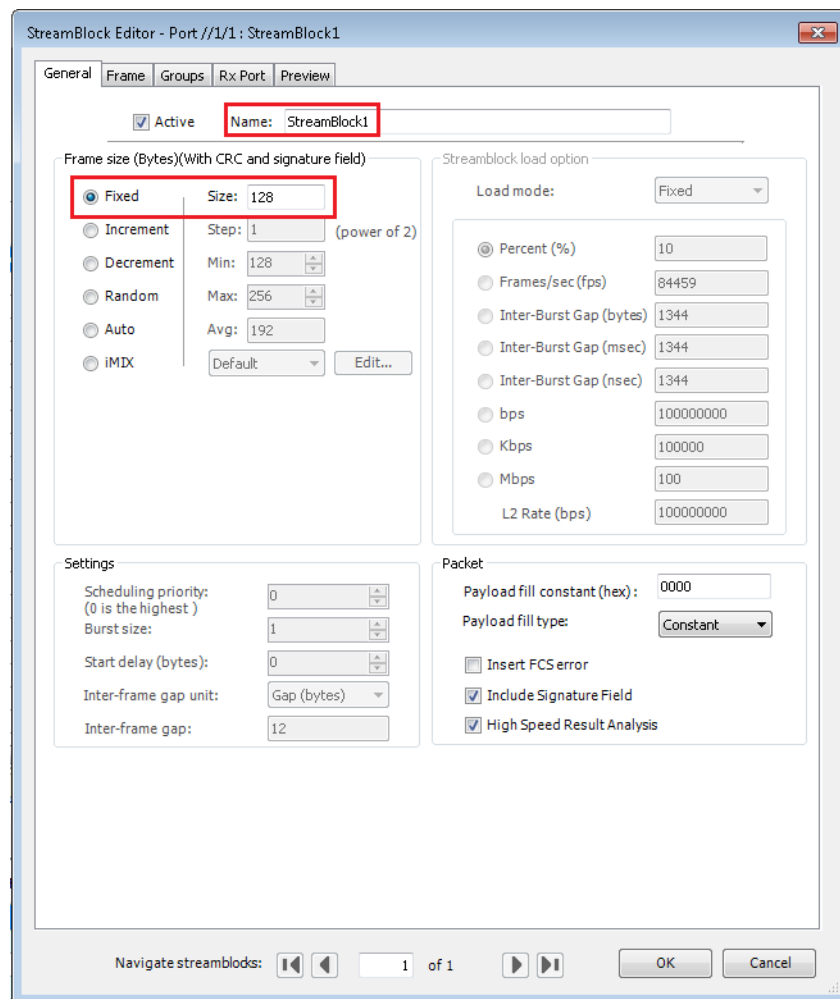 StreamBlock Editor - Port //1/1 : StreamBlock1
General Frame Groups Rx Port Preview
Active Name: StreamBlock1
Frame size (Bytes)(With CRC and signature field)
Fixed Size: 128
Increment Step: 1 (power of 2)
Decrement Min: 128
Random Max: 256
Auto Avg: 192
iMIX Default Edit...
Streamblock load option
Load mode: Fixed
Percent (%) 10
Frames/sec (fps) 84459
Inter-Burst Gap (bytes) 1344
Inter-Burst Gap (msec) 1344
Inter-Burst Gap (nsec) 1344
bps 100000000
Kbps 100000
Mbps 100
L2 Rate (bps) 100000000
Settings
Scheduling priority: 0
(0 is the highest )
Burst size: 1
Start delay (bytes): 0
Inter-frame gap unit: Gap (bytes)
Inter-frame gap: 12
Packet
Payload fill constant (hex) : 0000
Payload fill type: Constant
Insert FCS error
Include Signature Field
High Speed Result Analysis
Navigate streamblocks: 1 of 1 OK Cancel